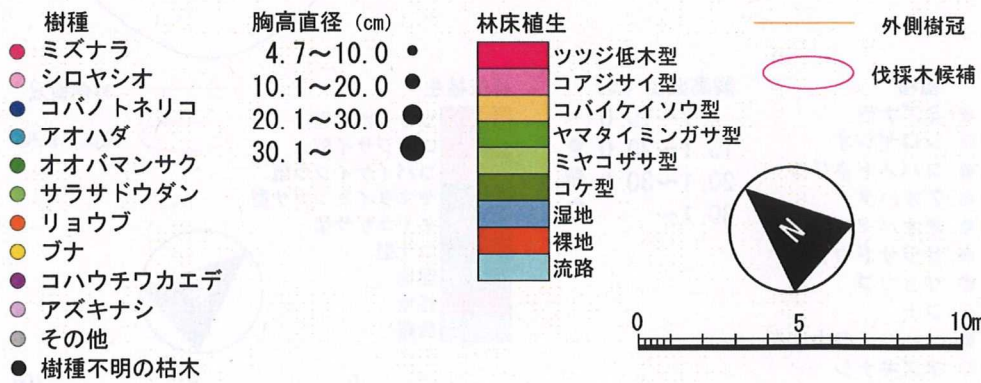 樹種
ミズナラ
シロヤシオ
コバノトネリコ
アオハダ
オオバマンサク
サラサドウダン
リョウブ
ブナ
コハウチワカエデ
アズキナシ
その他
樹種不明の枯木
胸高直径 (cm)
4.7～10.0
10.1～20.0
20.1～30.0
30.1～
林床植生
ツツジ低木型
コアジサイ型
コバイケイソウ型
ヤマタイミンガサ型
ミヤコザサ型
コケ型
湿地
裸地
流路
外側樹冠
伐採木候補
N
0 5 10m